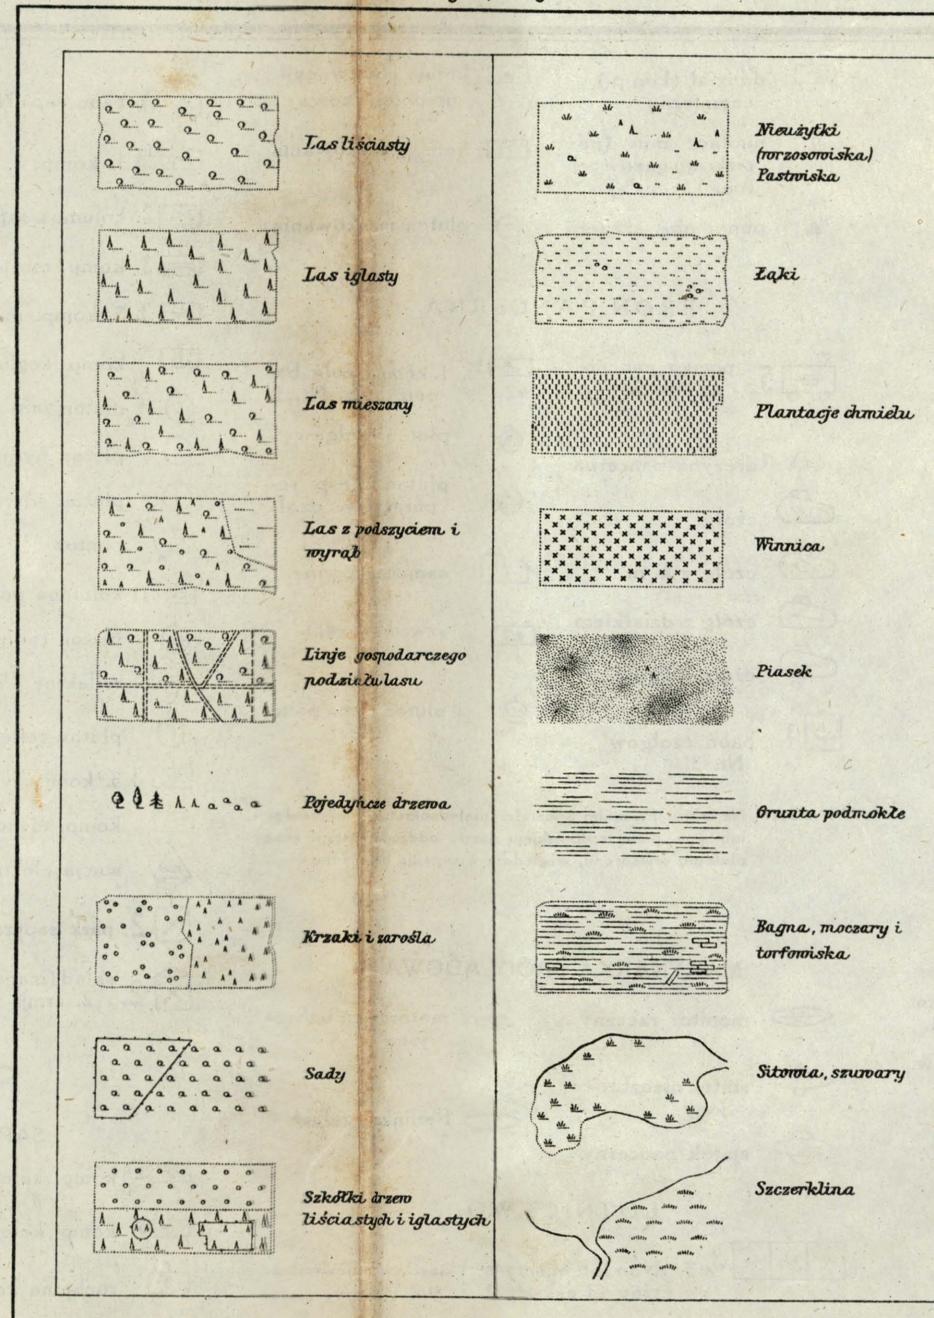 Las liściasty
Las iglasty
Las mieszany
Las z podszyciem i
wyrąb
Linje gospodarczego
podziału lasu
Pojedyńcze drzewa
Krzaki i zarośla
Sady
Szkółki drzew
liściastych i iglastych
Nieużytki
(wrzosowiska)
Pastwiska
Łąki
Plantacje chmielu
Winnica
Piasek
Grunta podmokłe
Bagna, moczary i
torfowiska
Sitowia, szuwary
Szczerklina